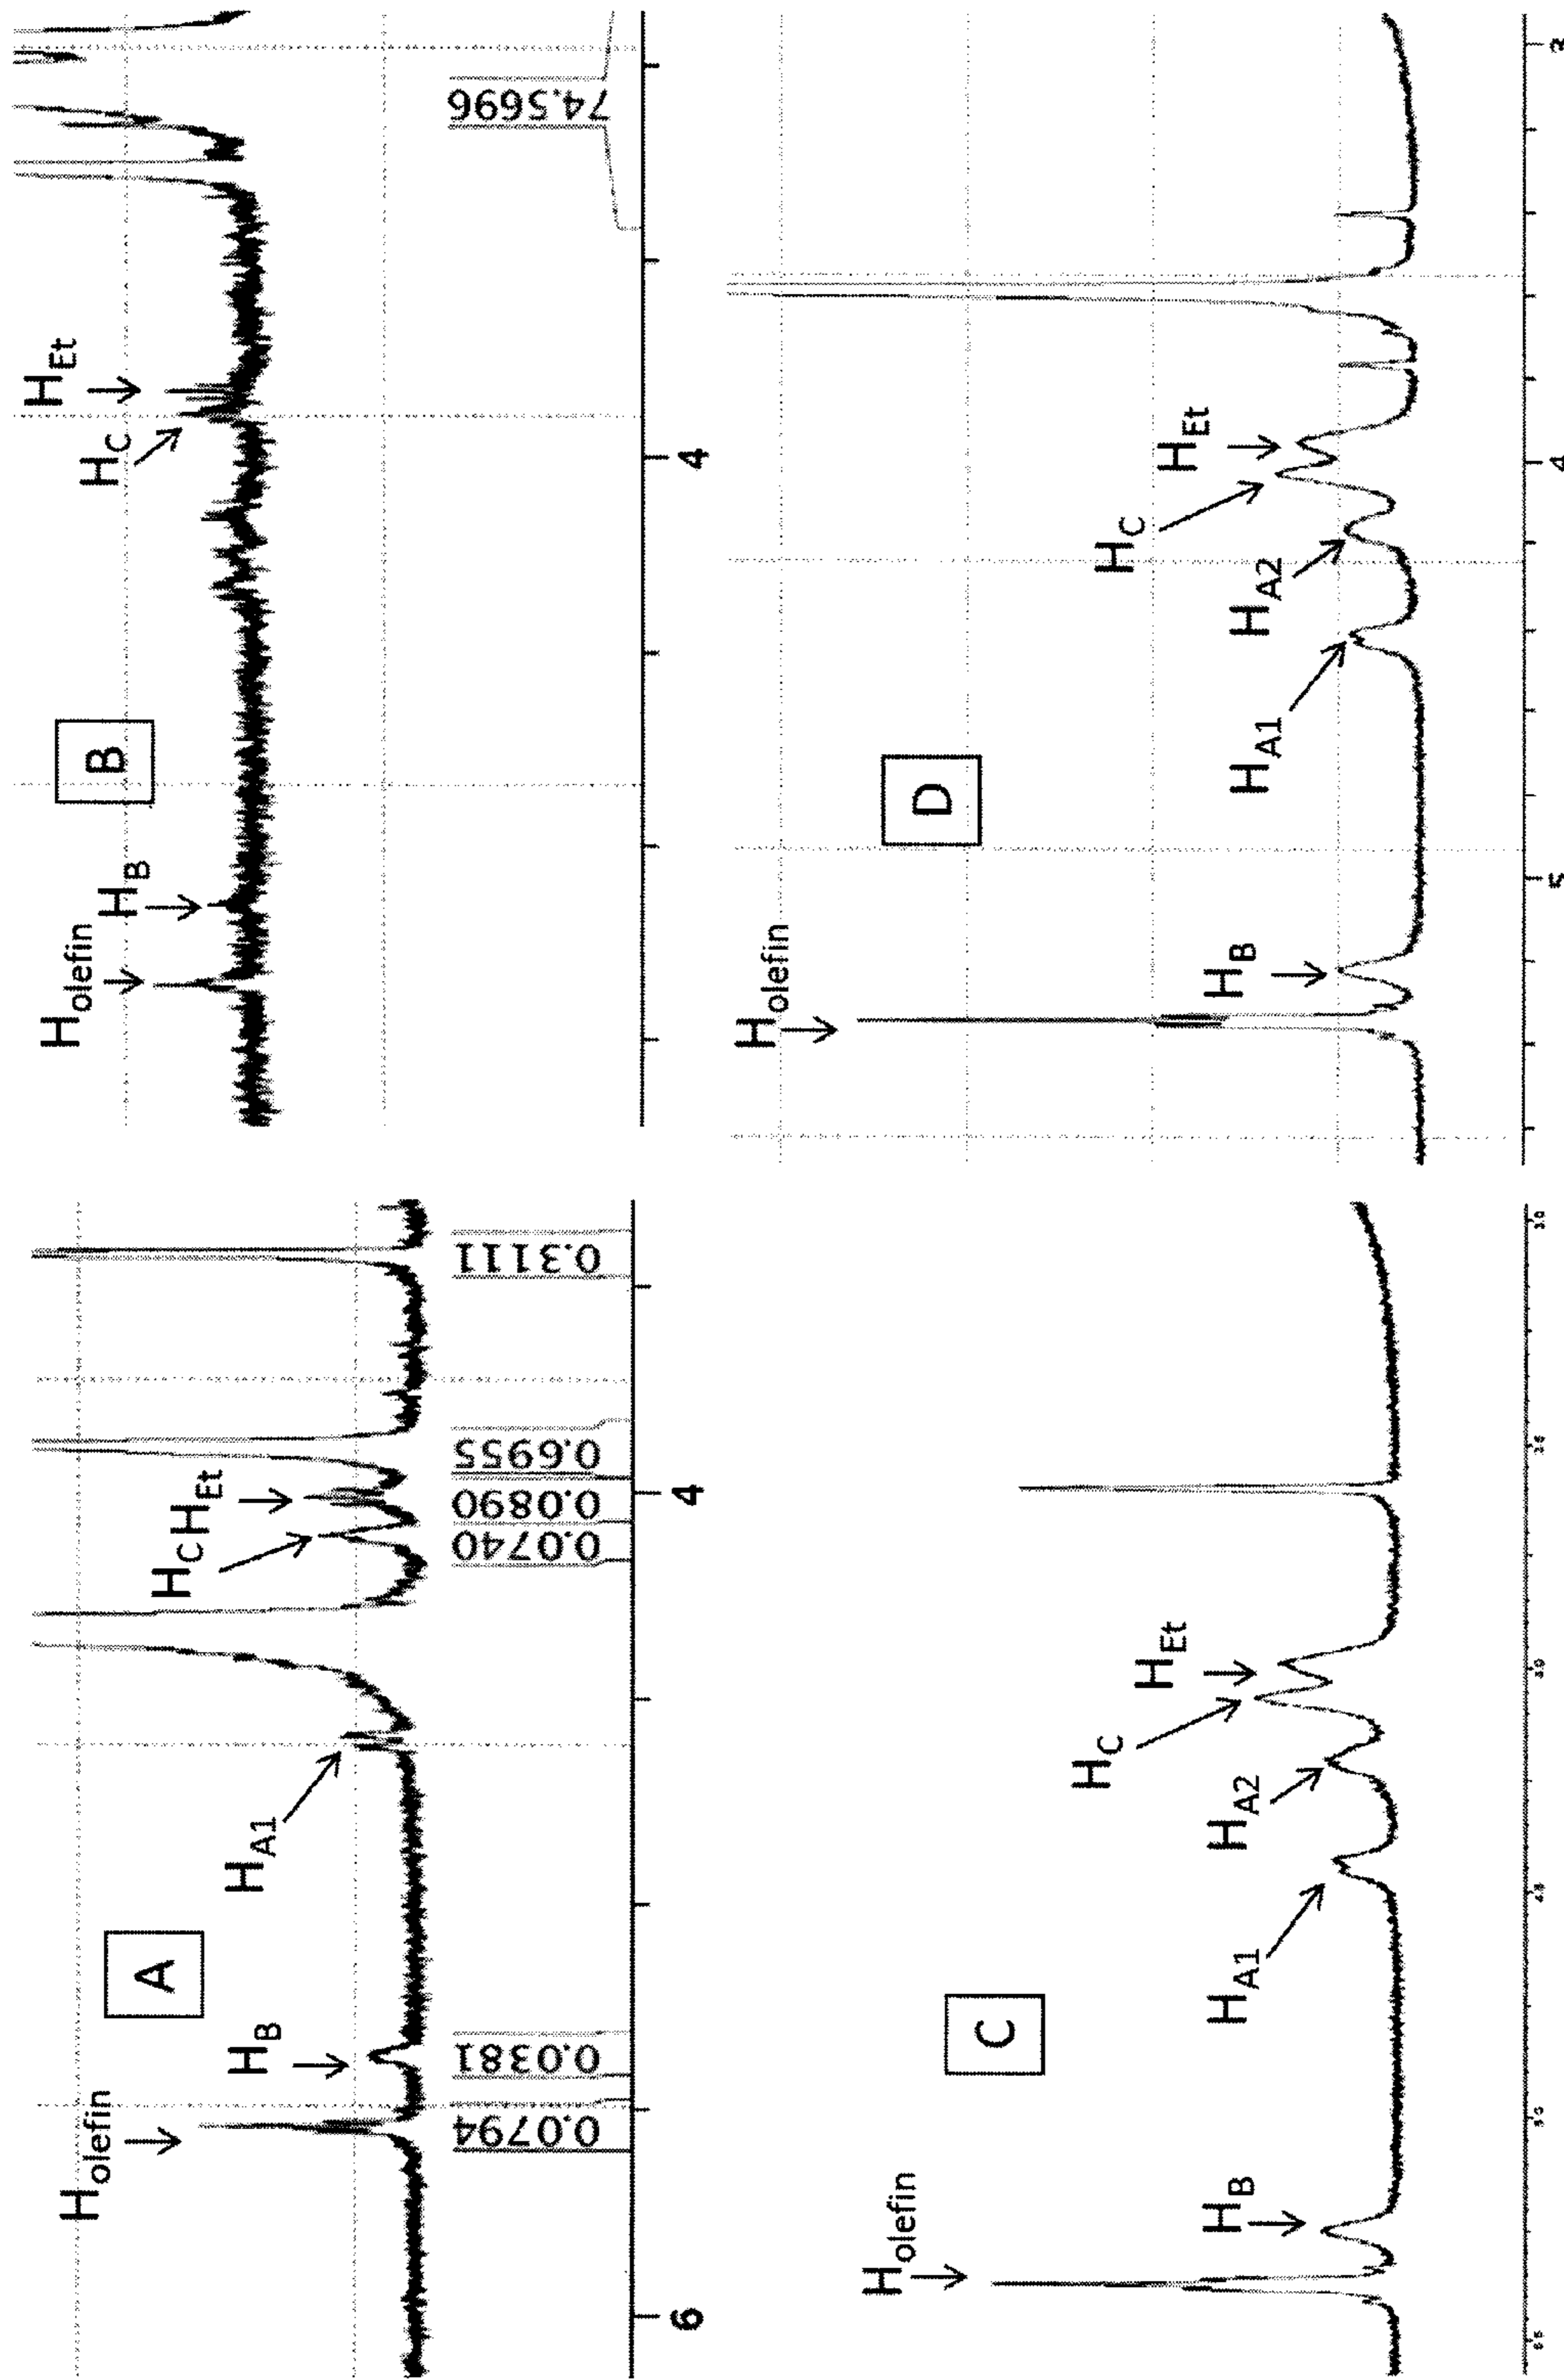 A
H_olefin
H_B
H_A1
H_C H_Et
0.0794
0.0381
0.0740
0.0890
0.6955
0.3111
6 4
B
H_olefin
H_B
H_C
H_Et
74.5696
4
C
H_olefin
H_B
H_A1
H_A2
H_C
H_Et
D
H_olefin
H_B
H_A1
H_A2
H_C
H_Et
5 4 3